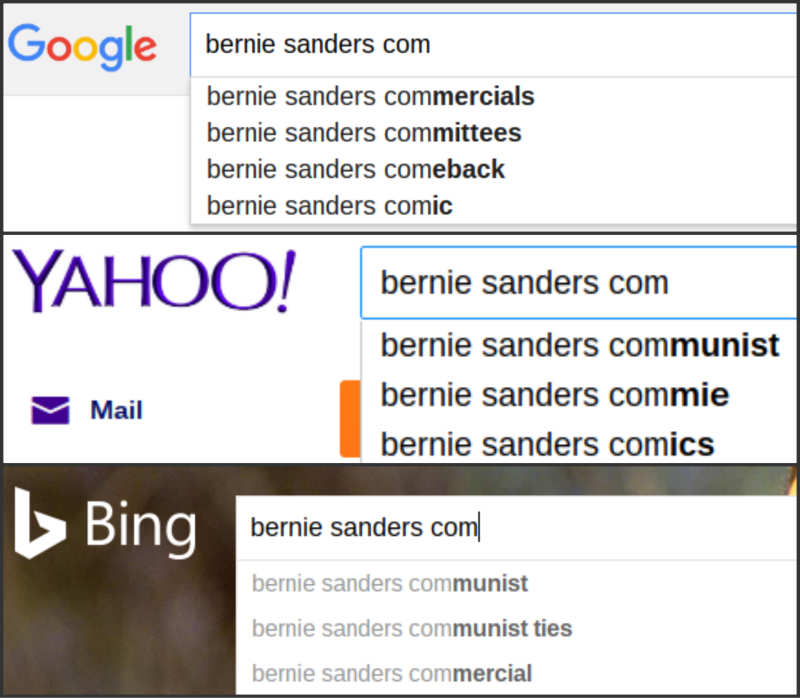 Google
bernie sanders com
bernie sanders commercials
bernie sanders committees
bernie sanders comeback
bernie sanders comic
YAHOO!
bernie sanders com
bernie sanders communist
Mail
bernie sanders commie
bernie sanders comics
Bing
bernie sanders com
bernie sanders communist
bernie sanders communist ties
bernie sanders commercial